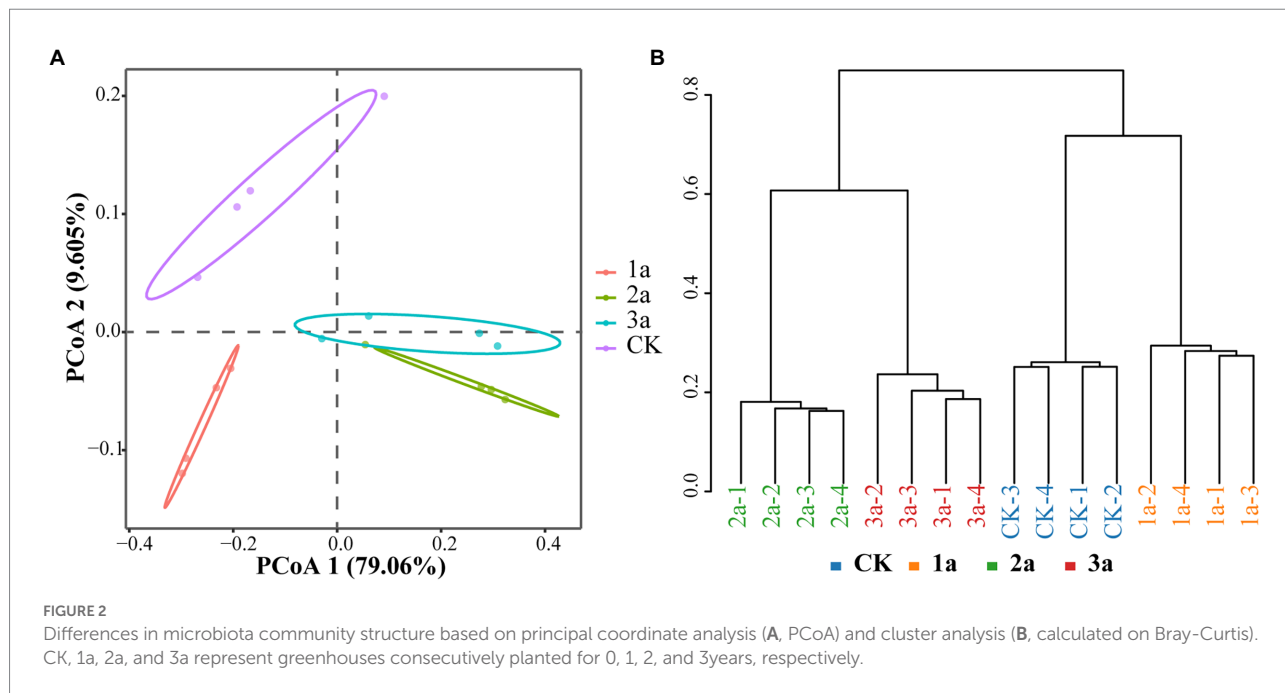 A
0.2
0.1
0.0
−0.1
PCoA 2 (9.605%)
−0.4
−0.2
0.0
0.2
0.4
PCoA 1 (79.06%)
1a
2a
3a
CK
B
0.8
0.6
0.4
0.2
0.0
2a-1
2a-2
2a-3
2a-4
3a-2
3a-3
3a-1
3a-4
CK-3
CK-4
CK-1
CK-2
1a-2
1a-4
1a-1
1a-3
CK 1a 2a 3a
FIGURE 2
Differences in microbiota community structure based on principal coordinate analysis (A, PCoA) and cluster analysis (B, calculated on Bray-Curtis).
CK, 1a, 2a, and 3a represent greenhouses consecutively planted for 0, 1, 2, and 3years, respectively.